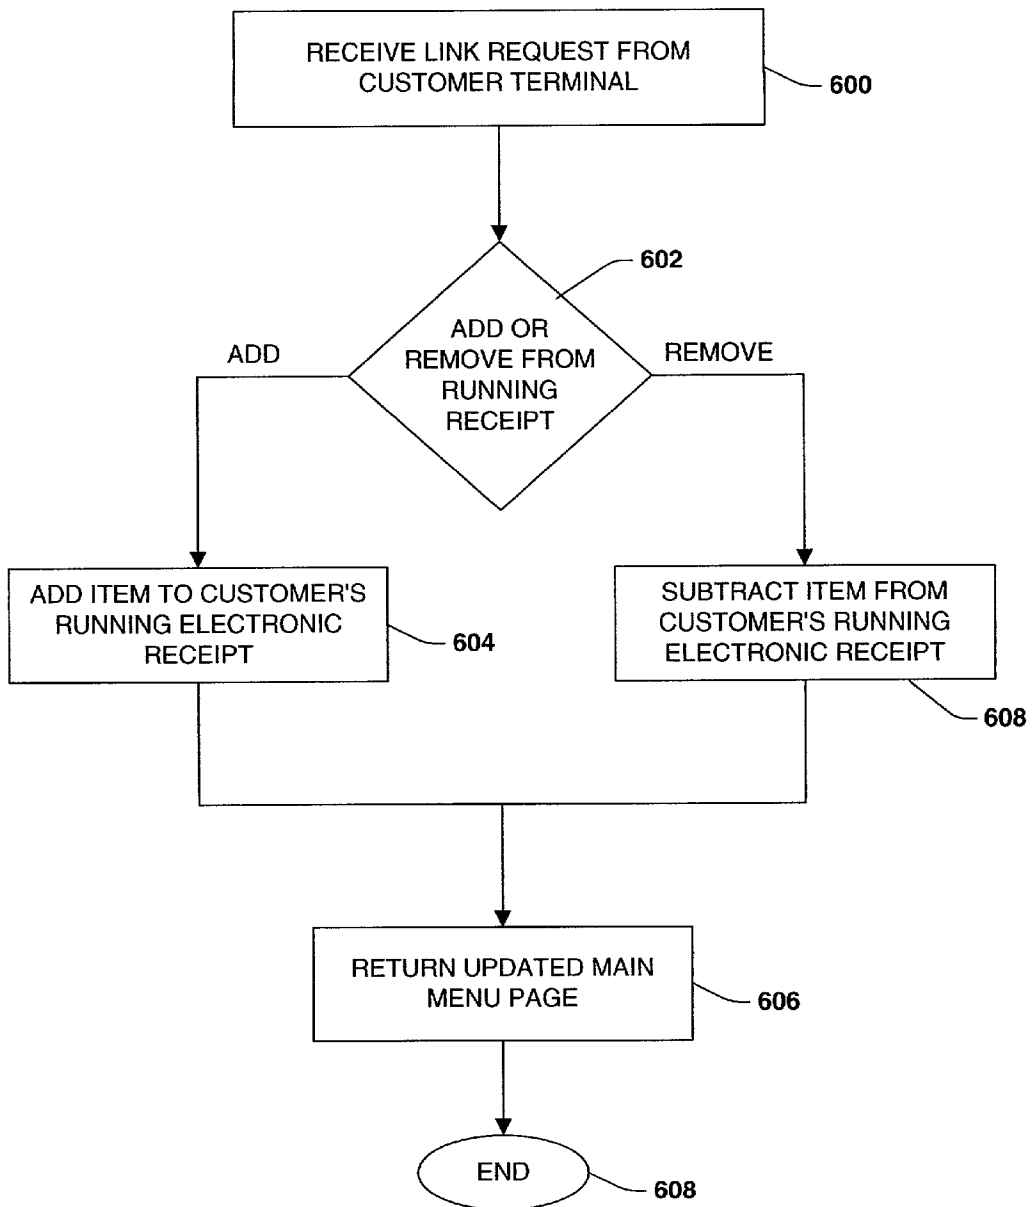 RECEIVE LINK REQUEST FROM
CUSTOMER TERMINAL
600
602
ADD OR
REMOVE FROM
RUNNING
RECEIPT
ADD
REMOVE
ADD ITEM TO CUSTOMER'S
RUNNING ELECTRONIC
RECEIPT
604
SUBTRACT ITEM FROM
CUSTOMER'S RUNNING
ELECTRONIC RECEIPT
608
RETURN UPDATED MAIN
MENU PAGE
606
END
608